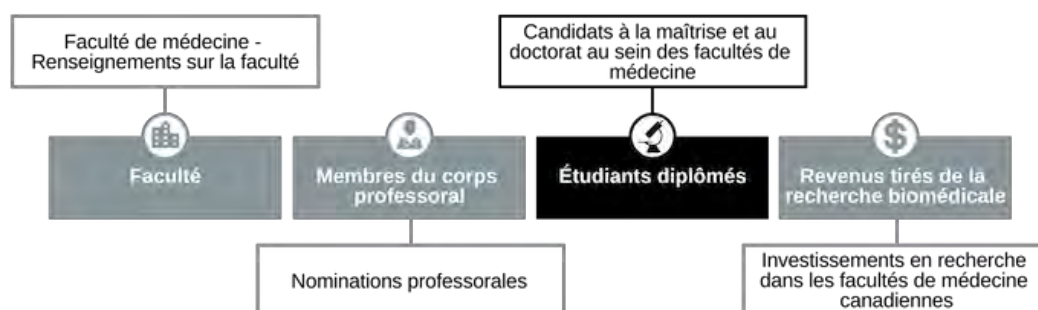 Faculté de médecine -
Renseignements sur la faculté
Candidats à la maîtrise et au
doctorat au sein des facultés de
médecine
Faculté
Membres du corps
professoral
Étudiants diplômés
Revenus tirés de la
recherche biomédicale
Nominations professorales
Investissements en recherche
dans les facultés de médecine
canadiennes